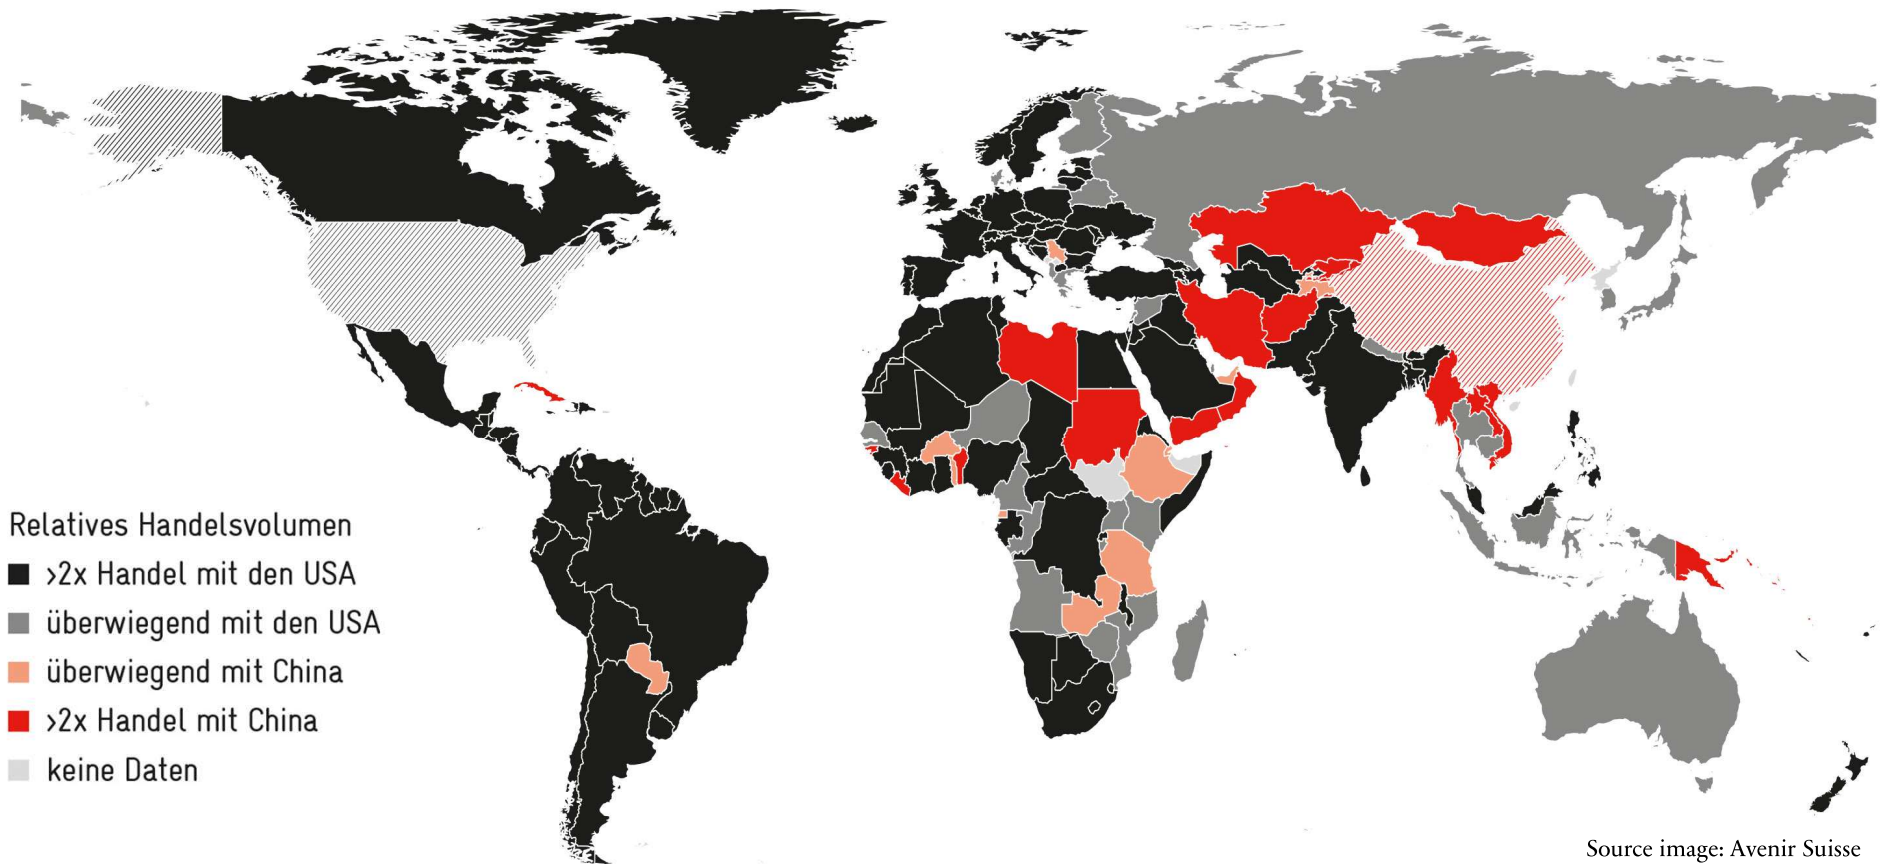 Relatives Handelsvolumen
>2x Handel mit den USA
überwiegend mit den USA
überwiegend mit China
>2x Handel mit China
keine Daten
Source image: Avenir Suisse